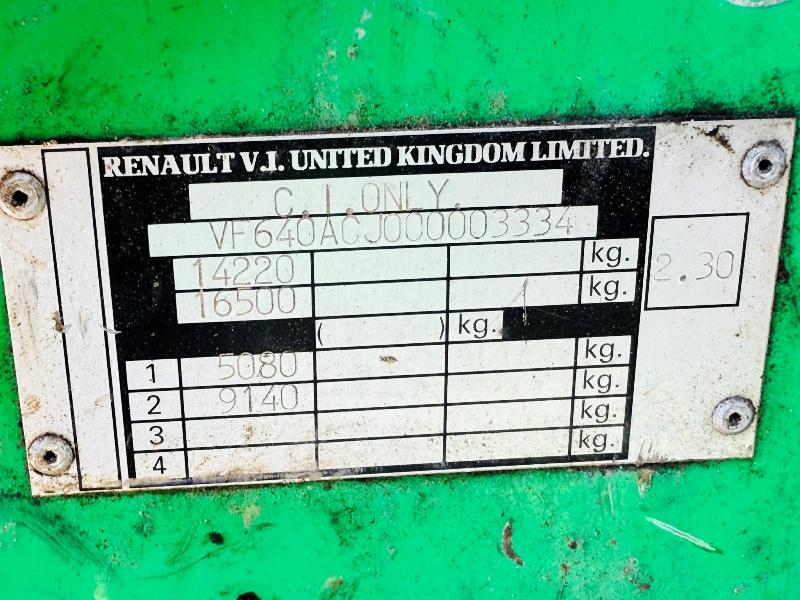 RENAULT V.I. UNITED KINGDOM LIMITED.
C.I.ONLY.
VF640ACJ000003334
14220 kg.
2.30
16500 kg.
( ) kg.
1 5080 kg.
2 9140 kg.
3 kg.
4 kg.